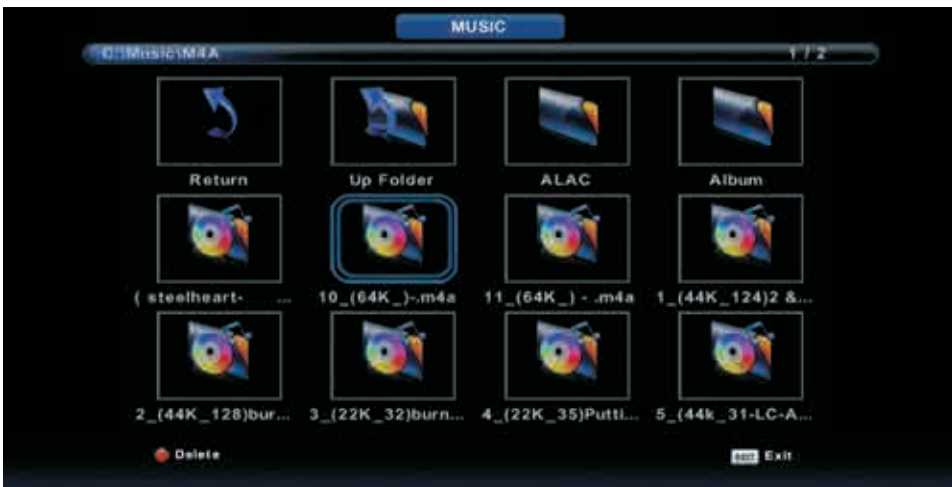 MUSIC
C:\Music\M4A 1 / 2
Return Up Folder ALAC Album
( steelheart- ... 10_(64K_)-.m4a 11_(64K_) - .m4a 1_(44K_124)2 &...
2_(44K_128)bur... 3_(22K_32)burn... 4_(22K_35)Putti... 5_(44k_31-LC-A...
Delete EXIT Exit